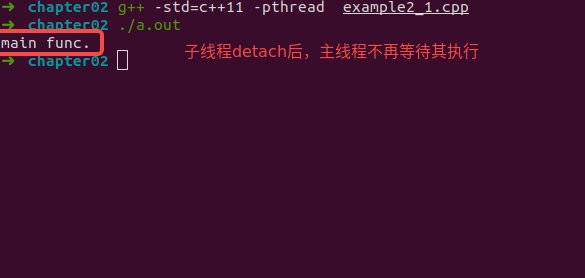 ➜ chapter02 g++ -std=c++11 -pthread example2_1.cpp
➜ chapter02 ./a.out
main func.
子线程detach后，主线程不再等待其执行
➜ chapter02